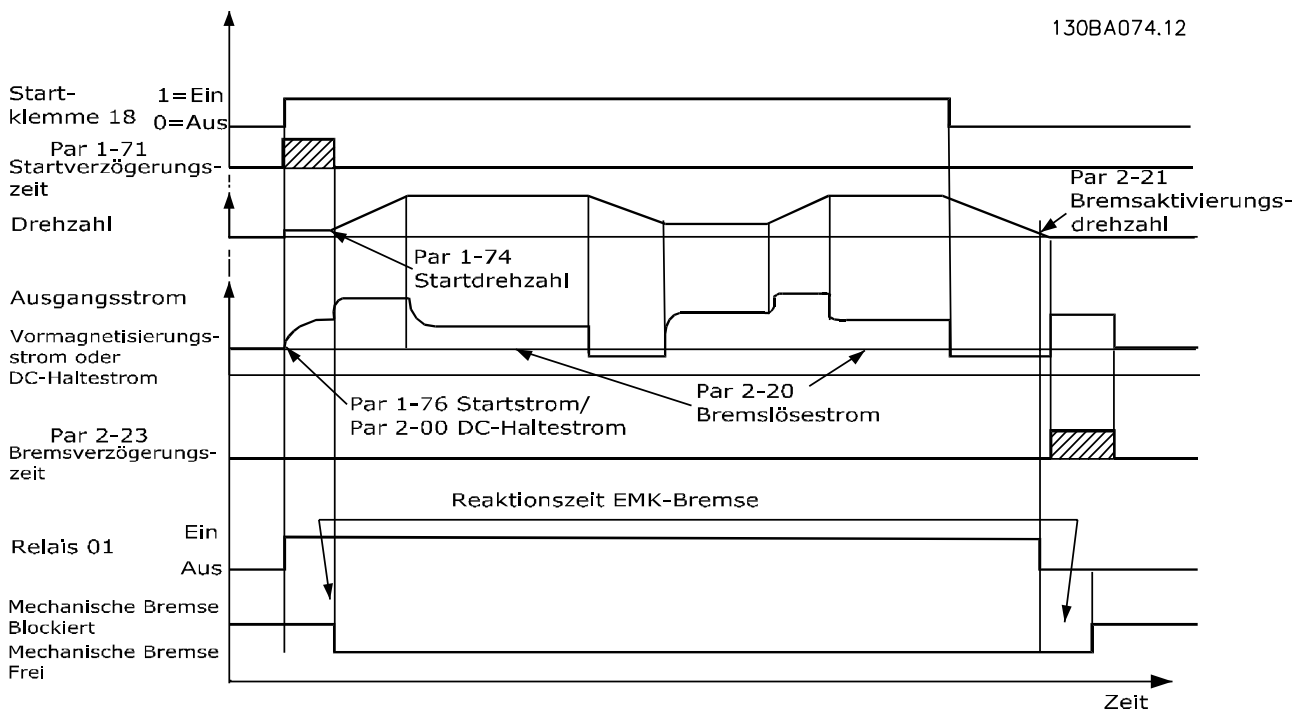 130BA074.12
Start-
klemme 18
1=Ein
0=Aus
Par 1-71
Startverzögerungs-
zeit
Drehzahl
Par 2-21
Bremsaktivierungs-
drehzahl
Par 1-74
Startdrehzahl
Ausgangsstrom
Vormagnetisierungs-
strom oder
DC-Haltestrom
Par 1-76 Startstrom/
Par 2-00 DC-Haltestrom
Par 2-20
Bremslösestrom
Par 2-23
Bremsverzögerungs-
zeit
Reaktionszeit EMK-Bremse
Relais 01
Ein
Aus
Mechanische Bremse
Blockiert
Mechanische Bremse
Frei
Zeit